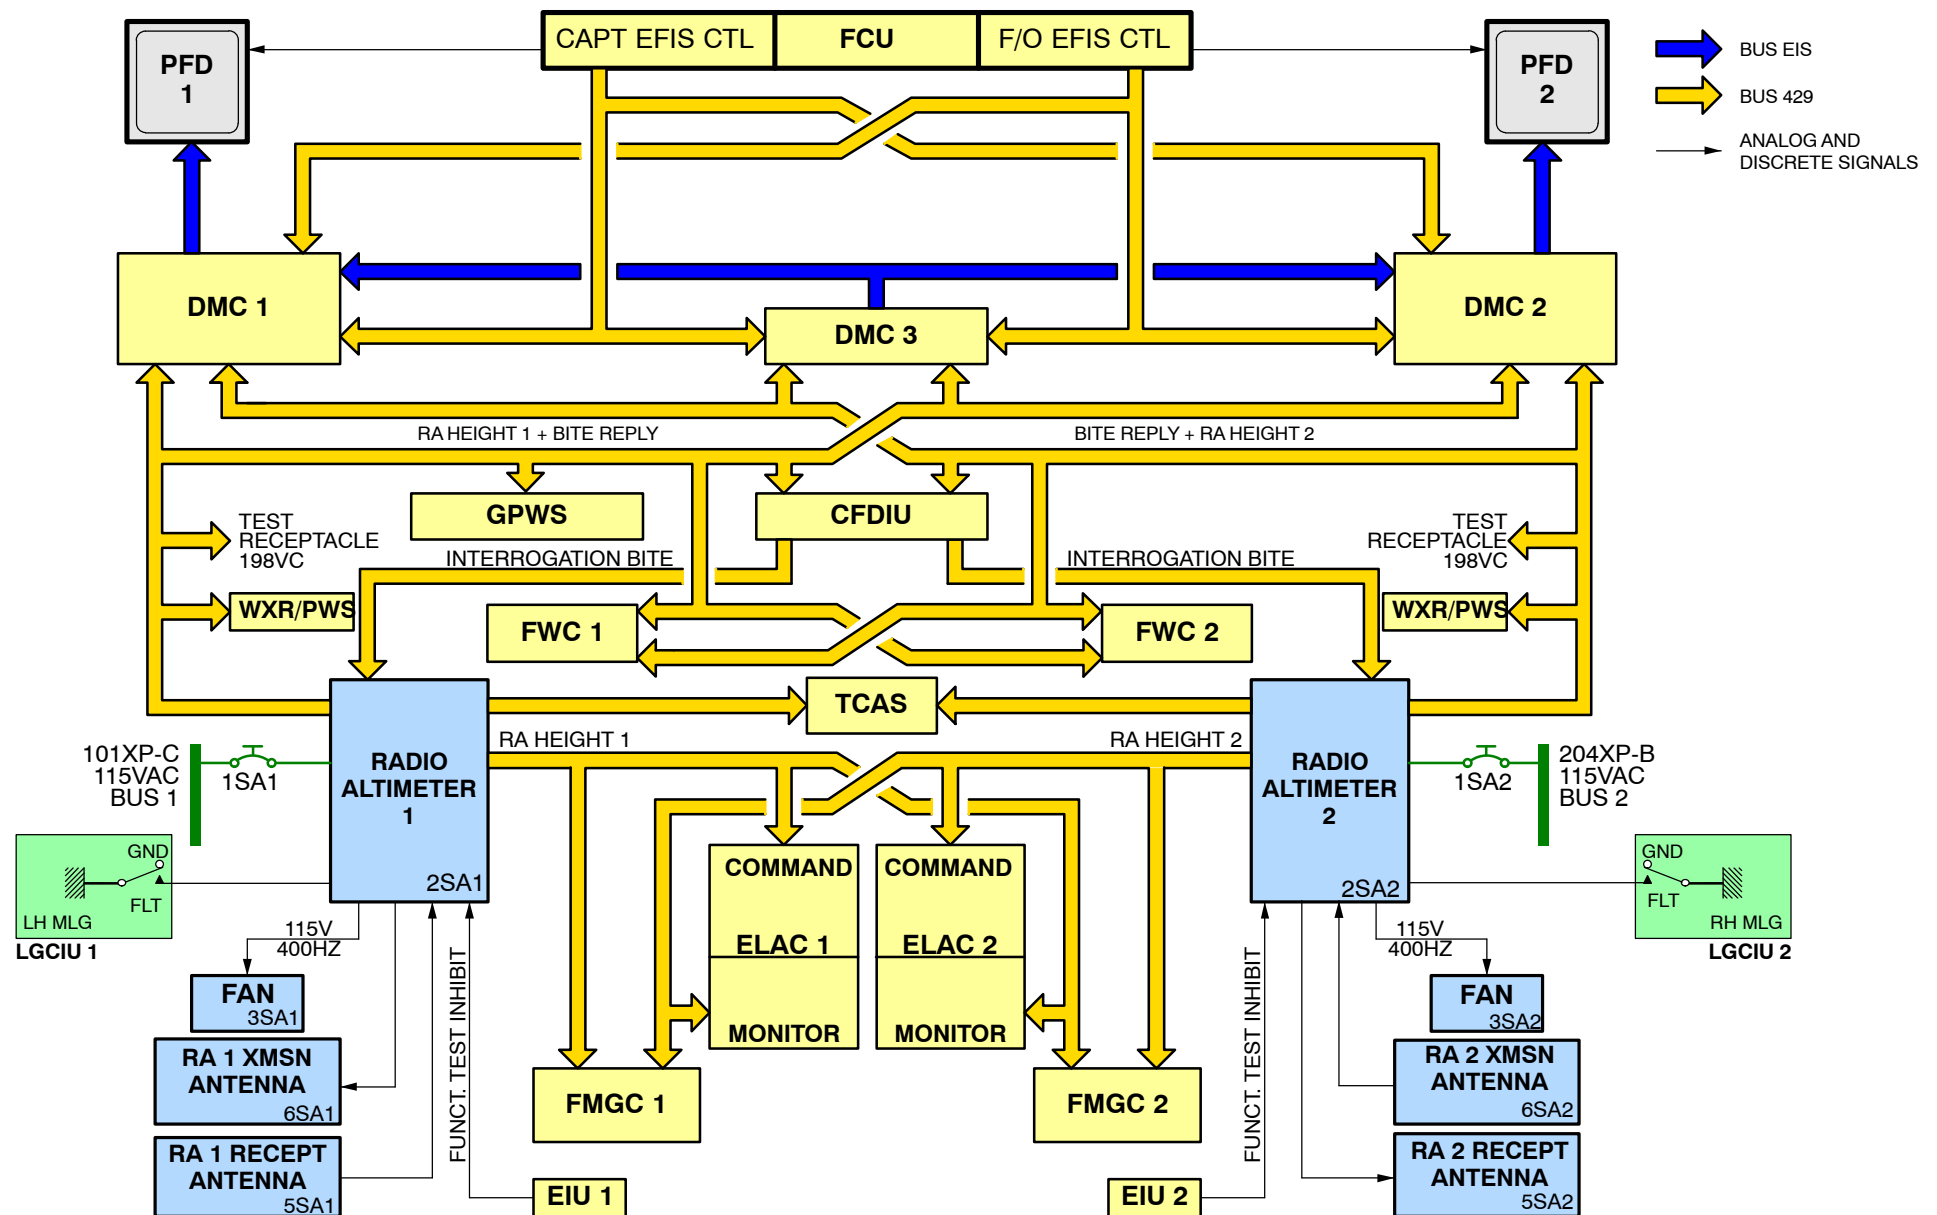 CAPT EFIS CTL
FCU
F/O EFIS CTL
PFD
1
PFD
2
BUS EIS
BUS 429
ANALOG AND
DISCRETE SIGNALS
DMC 1
DMC 3
DMC 2
RA HEIGHT 1 + BITE REPLY
BITE REPLY + RA HEIGHT 2
GPWS
CFDIU
TEST
RECEPTACLE
198VC
TEST
RECEPTACLE
198VC
INTERROGATION BITE
INTERROGATION BITE
WXR/PWS
FWC 1
FWC 2
WXR/PWS
TCAS
RA HEIGHT 1
RA HEIGHT 2
101XP-C
115VAC
BUS 1
1SA1
RADIO
ALTIMETER
1
2SA1
RADIO
ALTIMETER
2
2SA2
1SA2
204XP-B
115VAC
BUS 2
GND
FLT
LH MLG
LGCIU 1
GND
FLT
RH MLG
LGCIU 2
COMMAND
ELAC 1
MONITOR
COMMAND
ELAC 2
MONITOR
115V
400HZ
115V
400HZ
FAN
3SA1
FAN
3SA2
FUNCT. TEST INHIBIT
FUNCT. TEST INHIBIT
RA 1 XMSN
ANTENNA
6SA1
RA 2 XMSN
ANTENNA
6SA2
FMGC 1
FMGC 2
RA 1 RECEPT
ANTENNA
5SA1
RA 2 RECEPT
ANTENNA
5SA2
EIU 1
EIU 2